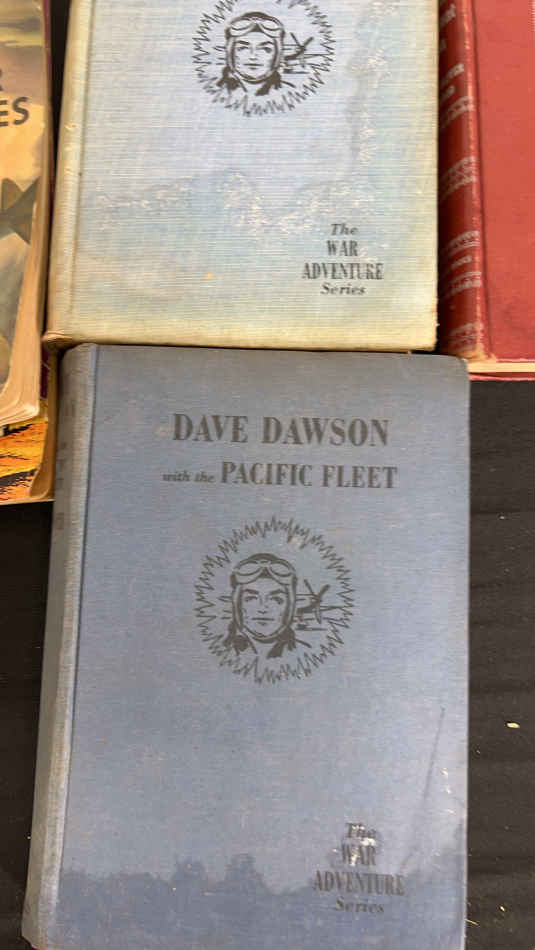 The
WAR
ADVENTURE
Series
DAVE DAWSON
with the PACIFIC FLEET
The
WAR
ADVENTURE
Series